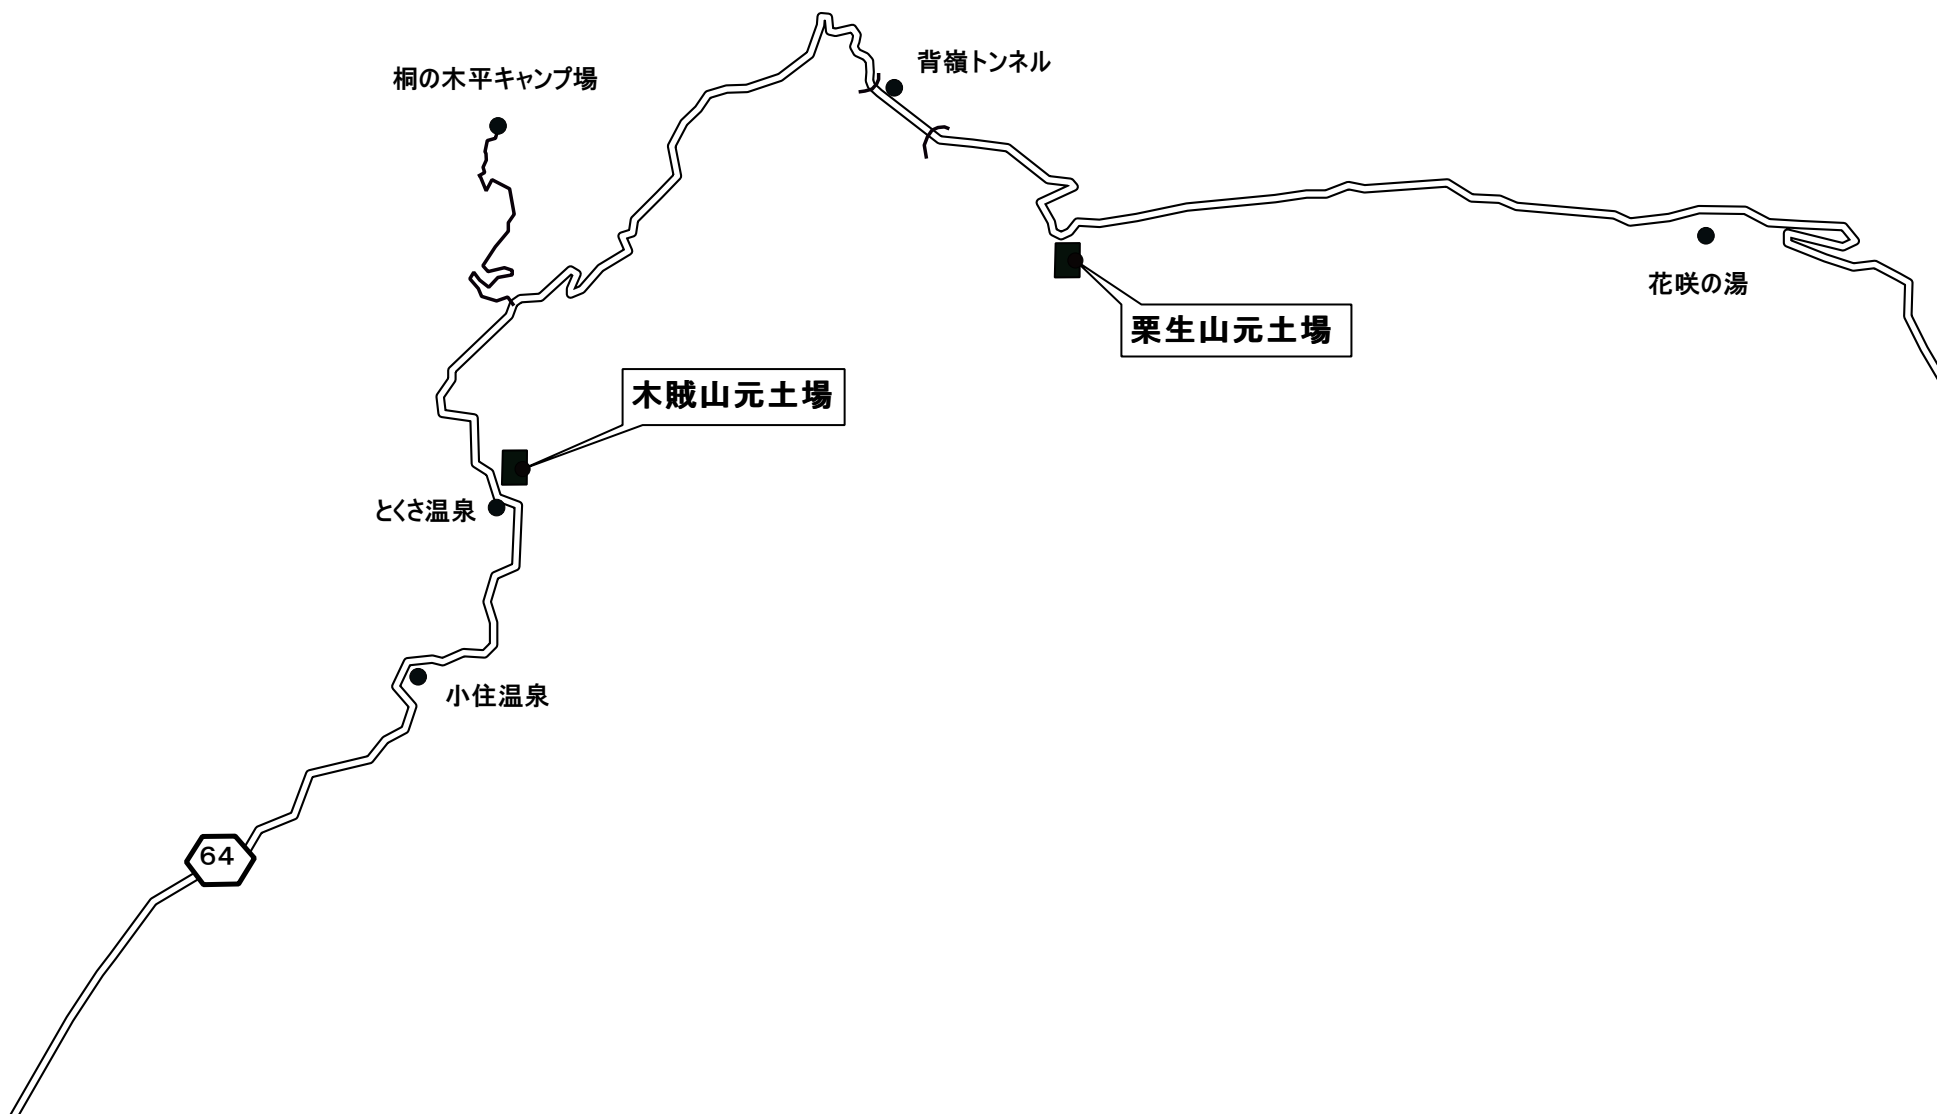 背嶺トンネル
桐の木平キャンプ場
花咲の湯
栗生山元土場
木賊山元土場
とくさ温泉
小住温泉
64